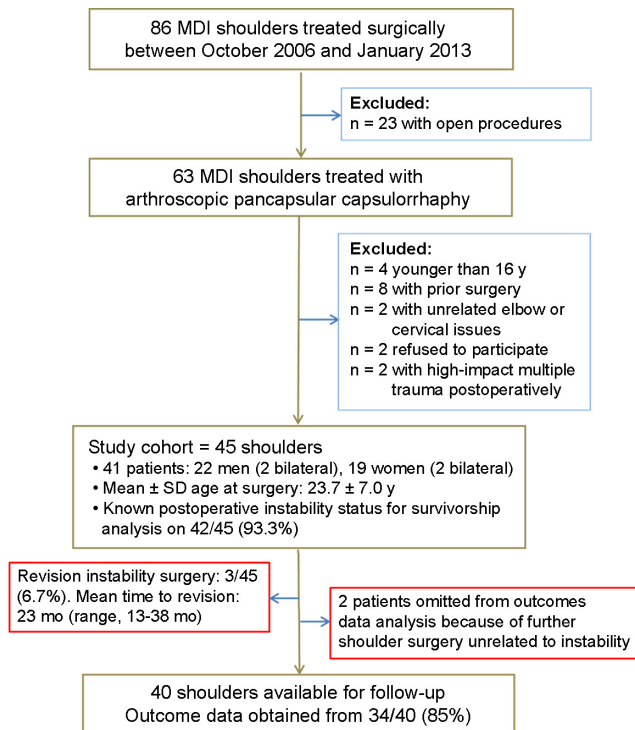 86 MDI shoulders treated surgically
between October 2006 and January 2013
Excluded:
n = 23 with open procedures
63 MDI shoulders treated with
arthroscopic pancapsular capsulorrhaphy
Excluded:
n = 4 younger than 16 y
n = 8 with prior surgery
n = 2 with unrelated elbow or
cervical issues
n = 2 refused to participate
n = 2 with high-impact multiple
trauma postoperatively
Study cohort = 45 shoulders
• 41 patients: 22 men (2 bilateral), 19 women (2 bilateral)
• Mean ± SD age at surgery: 23.7 ± 7.0 y
• Known postoperative instability status for survivorship
analysis on 42/45 (93.3%)
Revision instability surgery: 3/45
(6.7%). Mean time to revision:
23 mo (range, 13-38 mo)
2 patients omitted from outcomes
data analysis because of further
shoulder surgery unrelated to instability
40 shoulders available for follow-up
Outcome data obtained from 34/40 (85%)